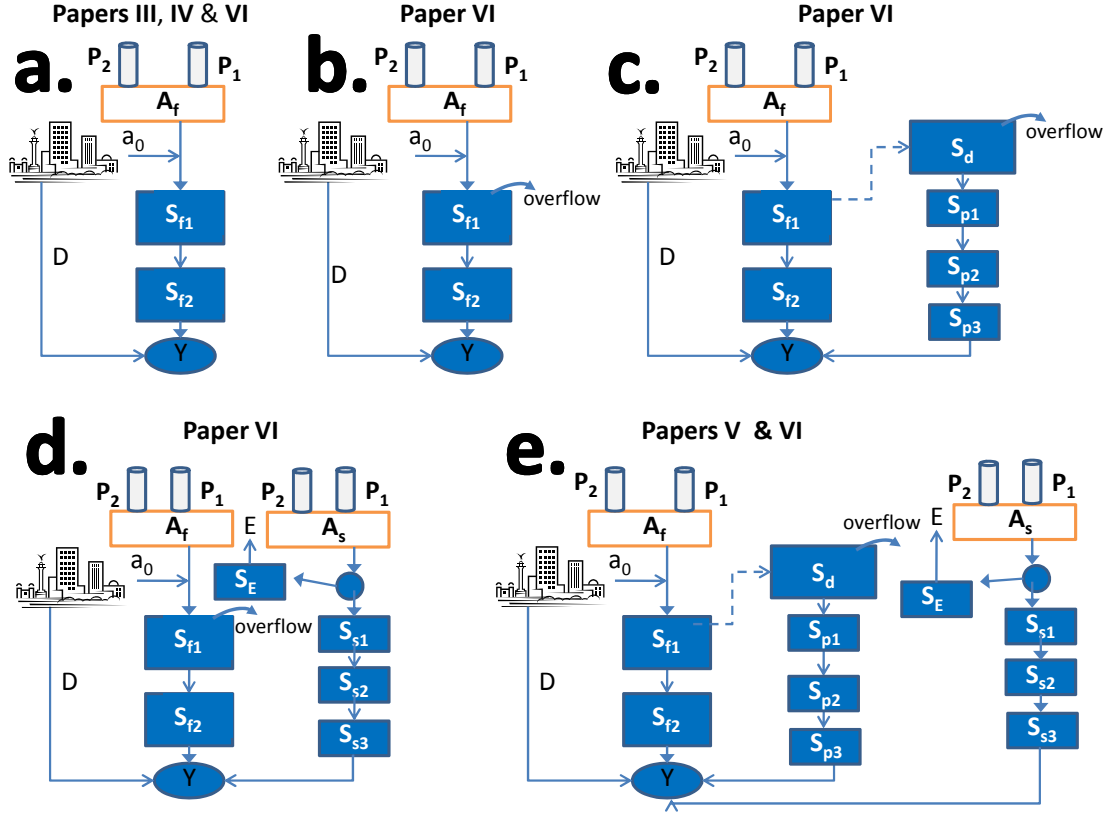 Papers III, IV & VI
Paper VI
Paper VI
a.
P2
P1
Af
a0
Sf1
Sf2
D
Y
b.
P2
P1
Af
a0
Sf1
overflow
Sf2
D
Y
c.
P2
P1
Af
a0
Sf1
Sf2
D
Y
Sd
overflow
Sp1
Sp2
Sp3
d.
Paper VI
P2
P1
Af
a0
Sf1
overflow
Sf2
D
Y
P2
P1
As
E
SE
Ss1
Ss2
Ss3
e.
Papers V & VI
P2
P1
Af
a0
Sf1
Sf2
D
Y
overflow
Sd
Sp1
Sp2
Sp3
P2
P1
As
E
SE
Ss1
Ss2
Ss3